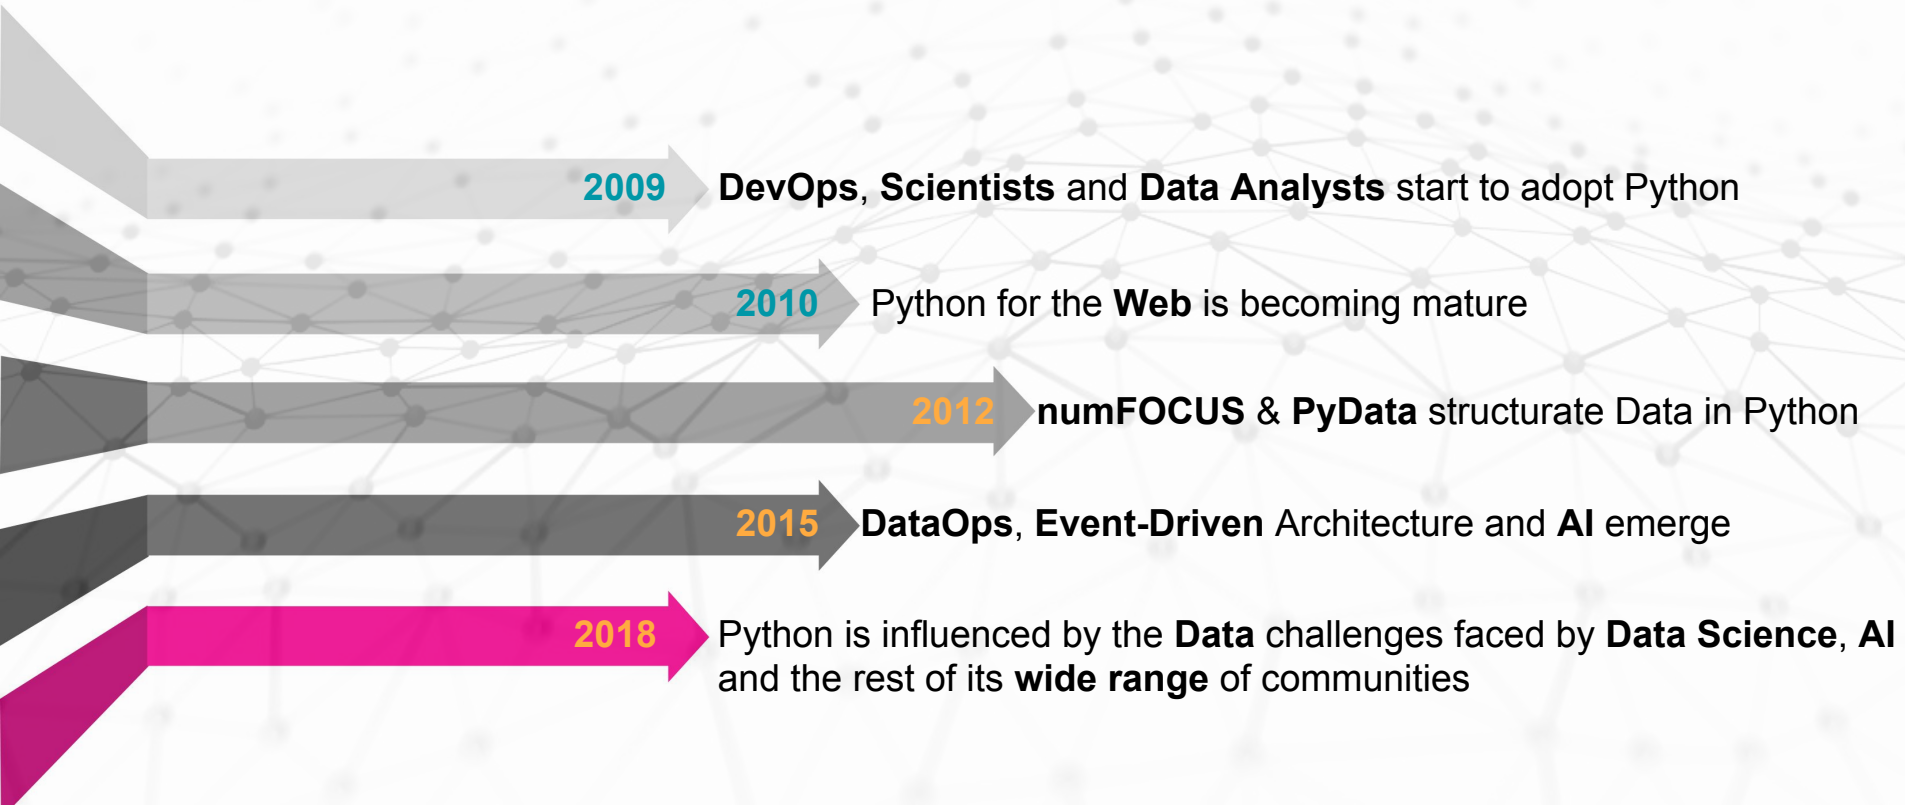 2009 DevOps, Scientists and Data Analysts start to adopt Python
2010 Python for the Web is becoming mature
2012 numFOCUS & PyData structurate Data in Python
2015 DataOps, Event-Driven Architecture and AI emerge
2018 Python is influenced by the Data challenges faced by Data Science, AI
and the rest of its wide range of communities